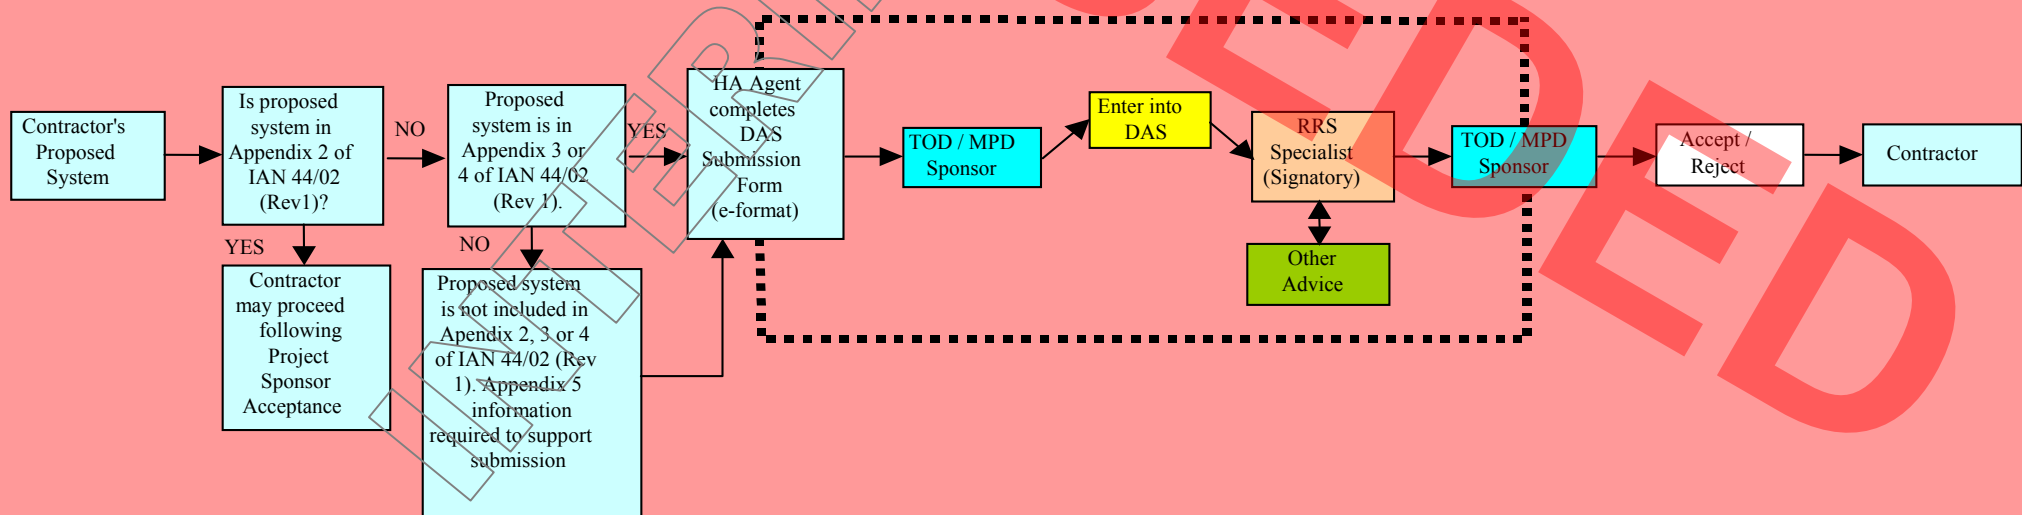 Contractor's
Proposed
System
Is proposed
system in
Appendix 2 of
IAN 44/02
(Rev1)?
NO
YES
Contractor
may proceed
following
Project
Sponsor
Acceptance
Proposed
system is in
Appendix 3 or
4 of IAN 44/02
(Rev 1).
YES
NO
Proposed system
is not included in
Apendix 2, 3 or 4
of IAN 44/02 (Rev
1). Appendix 5
information
required to support
submission
HA Agent
completes
DAS
Submission
Form
(e-format)
TOD / MPD
Sponsor
Enter into
DAS
RRS
Specialist
(Signatory)
Other
Advice
TOD / MPD
Sponsor
Accept /
Reject
Contractor